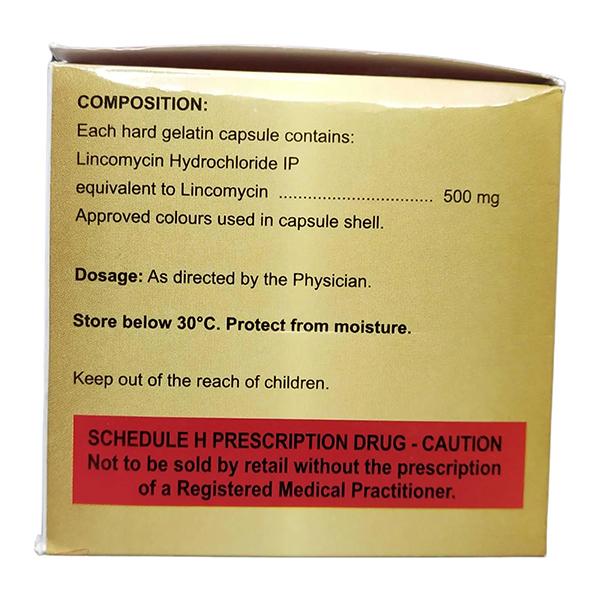 COMPOSITION:
Each hard gelatin capsule contains:
Lincomycin Hydrochloride IP
equivalent to Lincomycin ................................ 500 mg
Approved colours used in capsule shell.
Dosage: As directed by the Physician.
Store below 30°C. Protect from moisture.
Keep out of the reach of children.
SCHEDULE H PRESCRIPTION DRUG - CAUTION
Not to be sold by retail without the prescription
of a Registered Medical Practitioner.